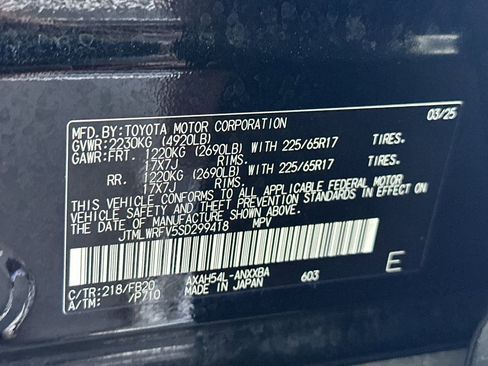 MFD.BY:TOYOTA MOTOR CORPORATION 03/25
GVWR:2230KG(4920LB)
GAWR:FRT. 1220KG (2690LB) WITH 225/65R17 TIRES.
17X7J RIMS.
RR. 1220KG (2690LB) WITH 225/65R17 TIRES.
17X7J RIMS.
THIS VEHICLE CONFORMS TO ALL APPLICABLE FEDERAL MOTOR
VEHICLE SAFETY AND THEFT PREVENTION STANDARDS IN EFFECT ON
THE DATE OF MANUFACTURE SHOWN ABOVE.
JTMLWRFV5SD299418 MPV
C/TR:218/FB20 AXAH54L-ANXXBA 603
A/TM: /P710 MADE IN JAPAN
E